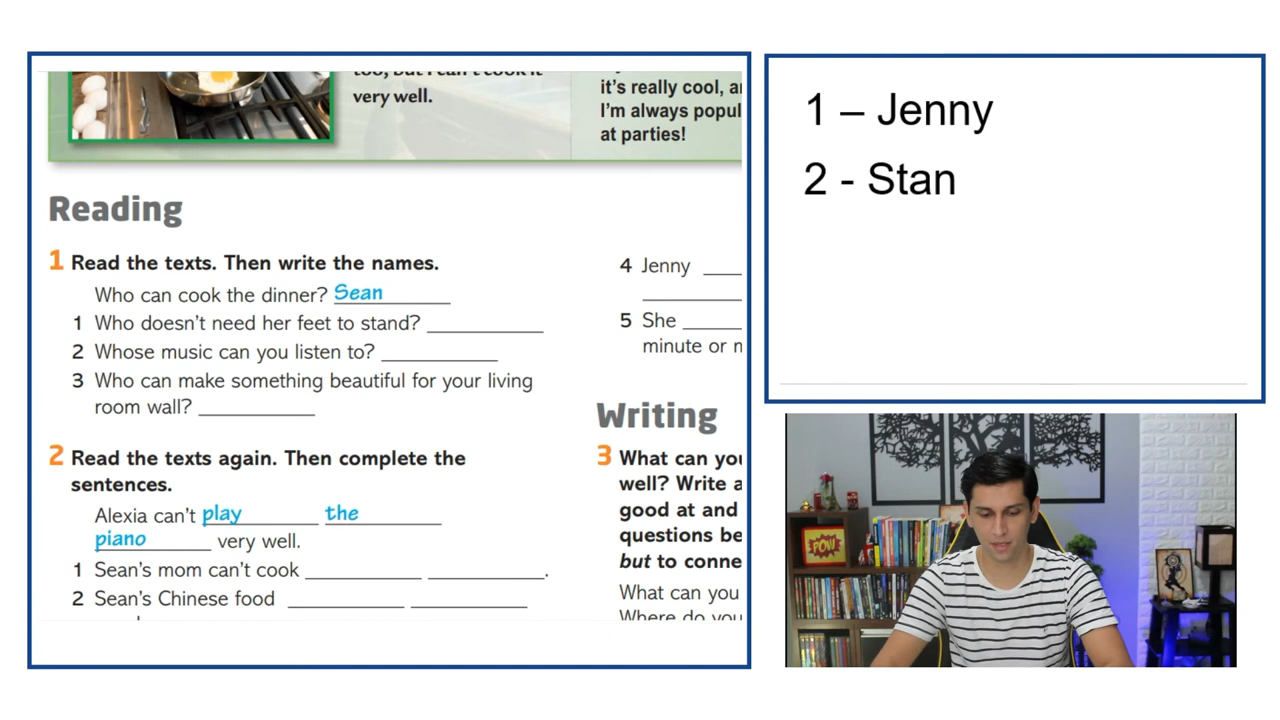 very well.
it's really cool, a
I'm always popul
at parties!
Reading
1 Read the texts. Then write the names.
Who can cook the dinner? Sean
1 Who doesn't need her feet to stand?
2 Whose music can you listen to?
3 Who can make something beautiful for your living
room wall?
2 Read the texts again. Then complete the
sentences.
Alexia can't play the
piano very well.
1 Sean's mom can't cook .
2 Sean's Chinese food
4 Jenny
5 She
minute or m
Writing
3 What can you
well? Write a
good at and
questions be
but to conne
What can you
Where do you
1 – Jenny
2 - Stan
POW